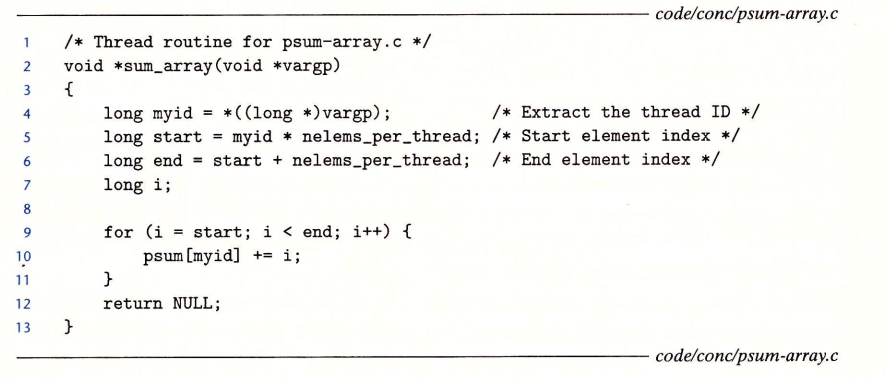 code/conc/psum-array.c
1 /* Thread routine for psum-array.c */
2 void *sum_array(void *vargp)
3 {
4 long myid = *((long *)vargp); /* Extract the thread ID */
5 long start = myid * nelems_per_thread; /* Start element index */
6 long end = start + nelems_per_thread; /* End element index */
7 long i;
8
9 for (i = start; i < end; i++) {
10 psum[myid] += i;
11 }
12 return NULL;
13 }
code/conc/psum-array.c